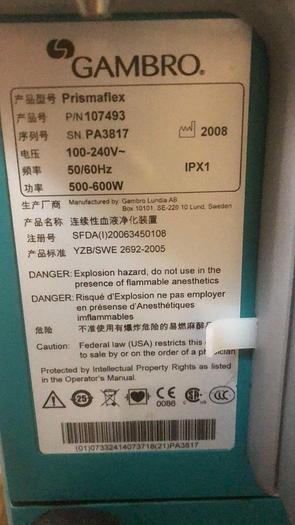 GAMBRO®
产品型号 Prismaflex
产品号 P/N 107493
序列号 SN. PA3817
2008
电压 100-240V~
频率 50/60Hz
IPX1
功率 500-600W
生产厂商 Manufactured by: Gambro Lundia AB
Box 10101, SE-220 10 Lund, Sweden
产品名称 连续性血液净化装置
注册号 SFDA(I)20063450108
产品标准 YZB/SWE 2692-2005
DANGER: Explosion hazard, do not use in the
presence of flammable anesthetics
DANGER: Risqué d'Explosion ne pas employer
en présense d'Anesthétiques
imflammables
危险 不准使用有爆炸危险的易燃麻醉
Caution: Federal law (USA) restricts this
to sale by or on the order of a physician
Protected by Intellectual Property Rights as listed
in the Operator's Manual.
25
CE
0086
CSA
C US
CCC
(01)07332414073718(21)PA3817